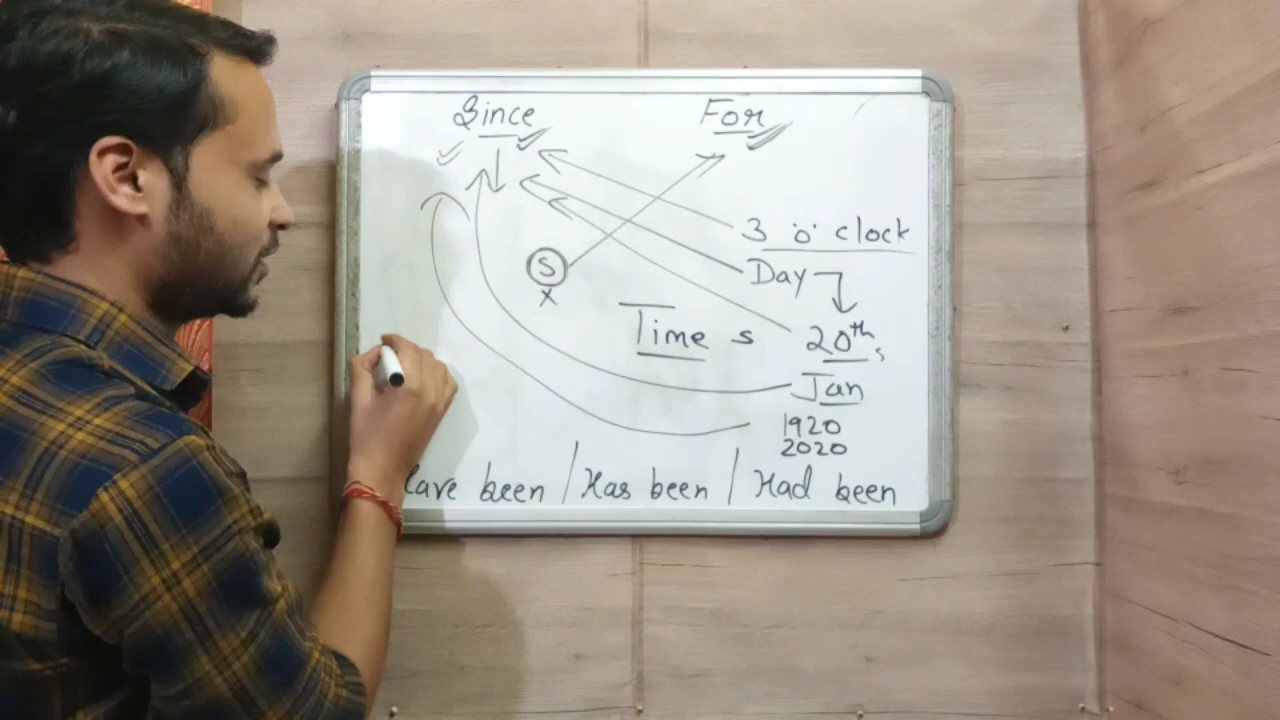 Since For
3 'o' clock
S Day
x
Time s 20th s
Jan
1920
2020
Have been / Has been / Had been